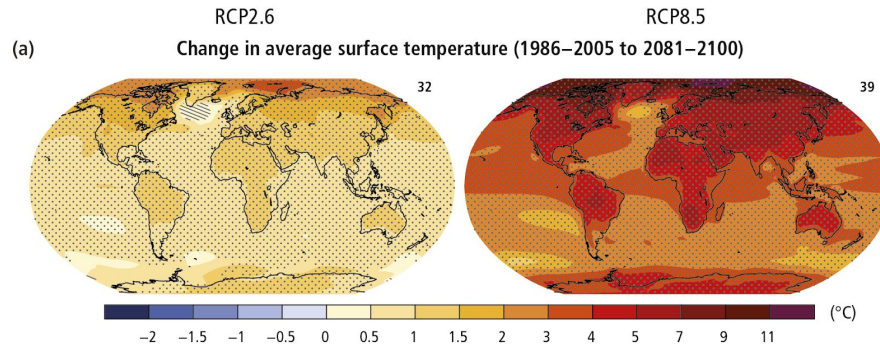 RCP2.6 RCP8.5
(a) Change in average surface temperature (1986–2005 to 2081–2100)
32 39
(°C)
−2 −1.5 −1 −0.5 0 0.5 1 1.5 2 3 4 5 7 9 11